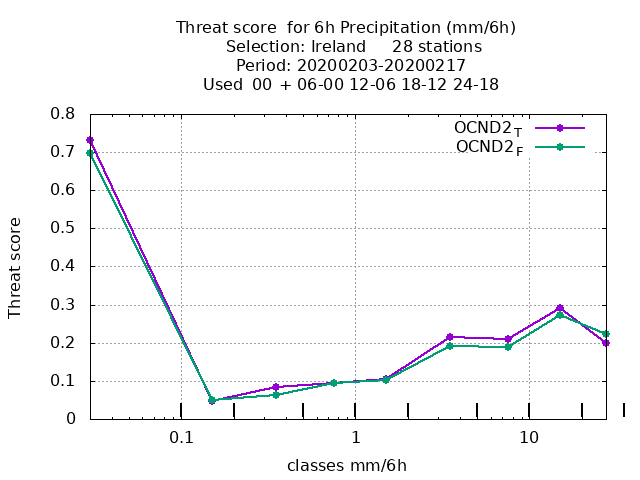 Threat score  for 6h Precipitation (mm/6h)
Selection: Ireland     28 stations
Period: 20200203-20200217
Used  00  + 06-00 12-06 18-12 24-18
OCND2T
OCND2F
0.8
0.7
0.6
0.5
0.4
0.3
0.2
0.1
0
Threat score
0.1
1
10
classes mm/6h